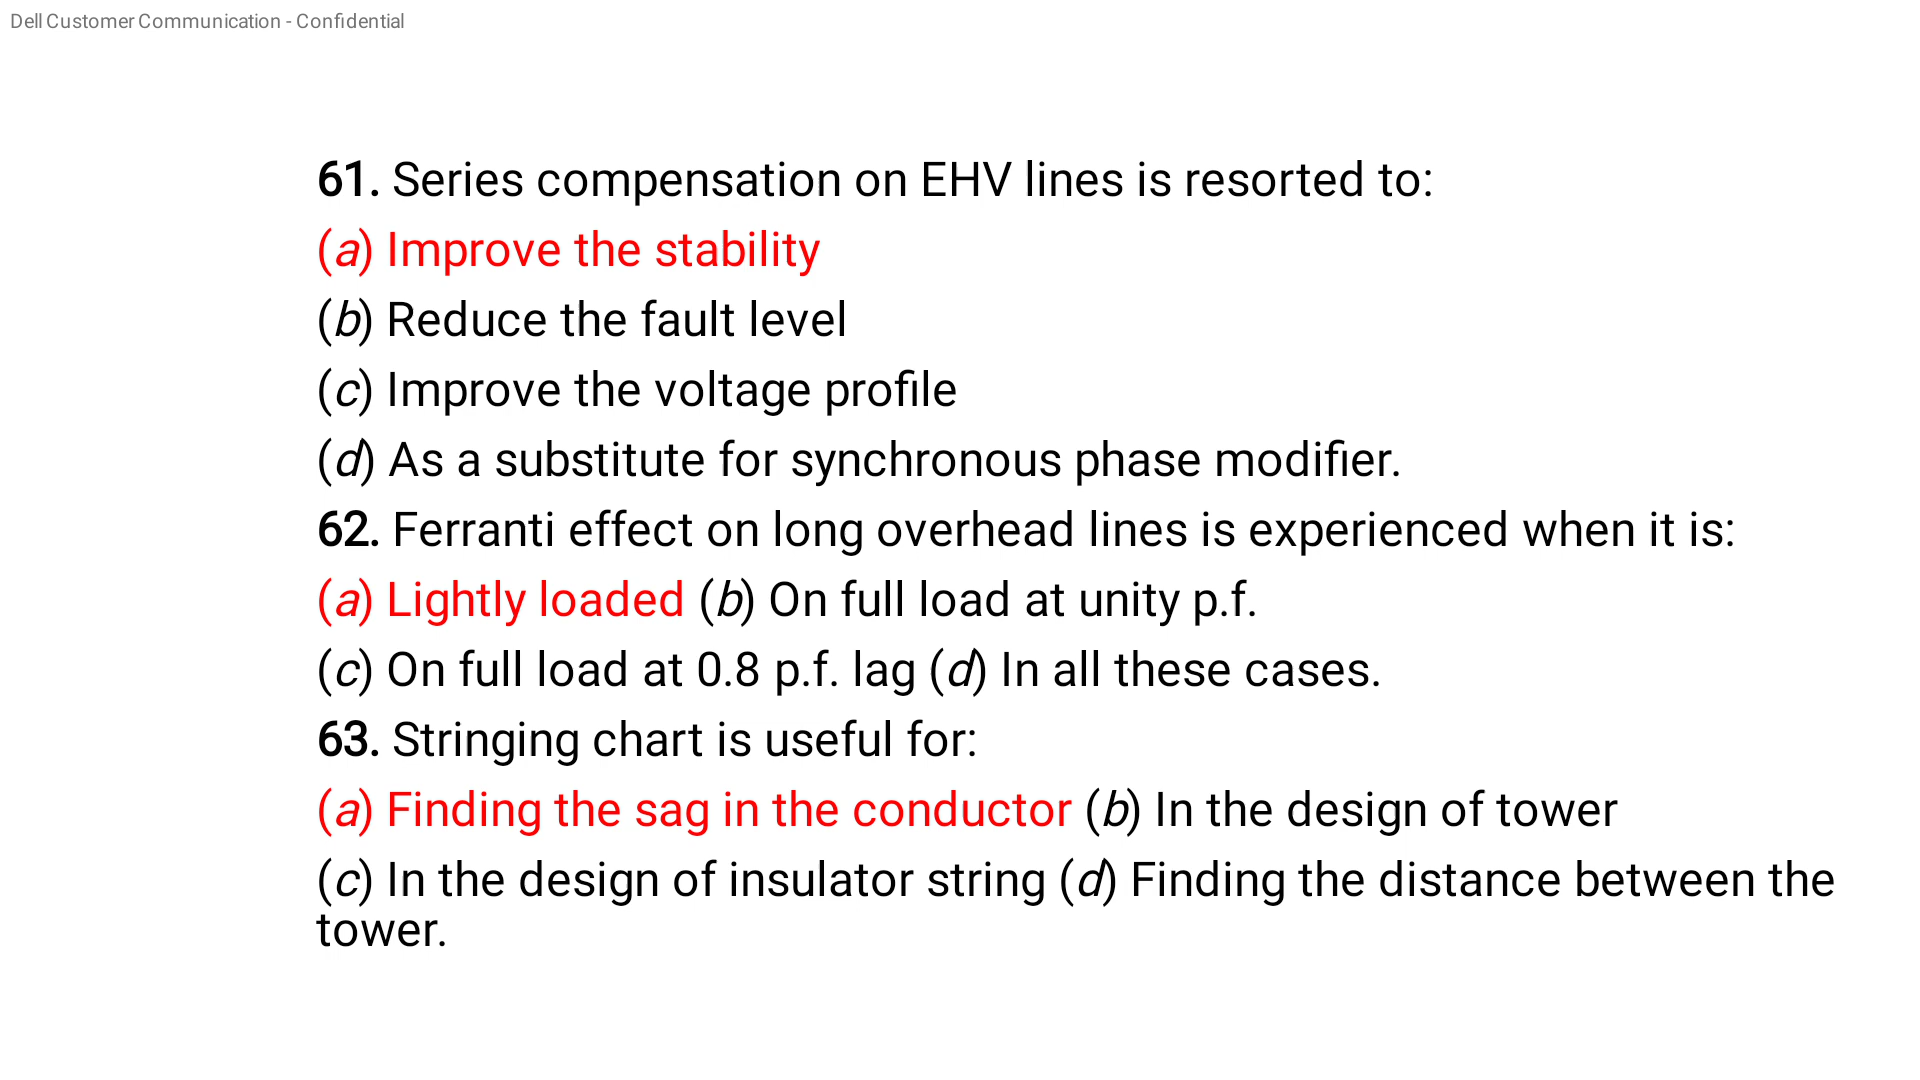 Dell Customer Communication - Confidential
61. Series compensation on EHV lines is resorted to:
(a) Improve the stability
(b) Reduce the fault level
(c) Improve the voltage profile
(d) As a substitute for synchronous phase modifier.
62. Ferranti effect on long overhead lines is experienced when it is:
(a) Lightly loaded (b) On full load at unity p.f.
(c) On full load at 0.8 p.f. lag (d) In all these cases.
63. Stringing chart is useful for:
(a) Finding the sag in the conductor (b) In the design of tower
(c) In the design of insulator string (d) Finding the distance between the
tower.